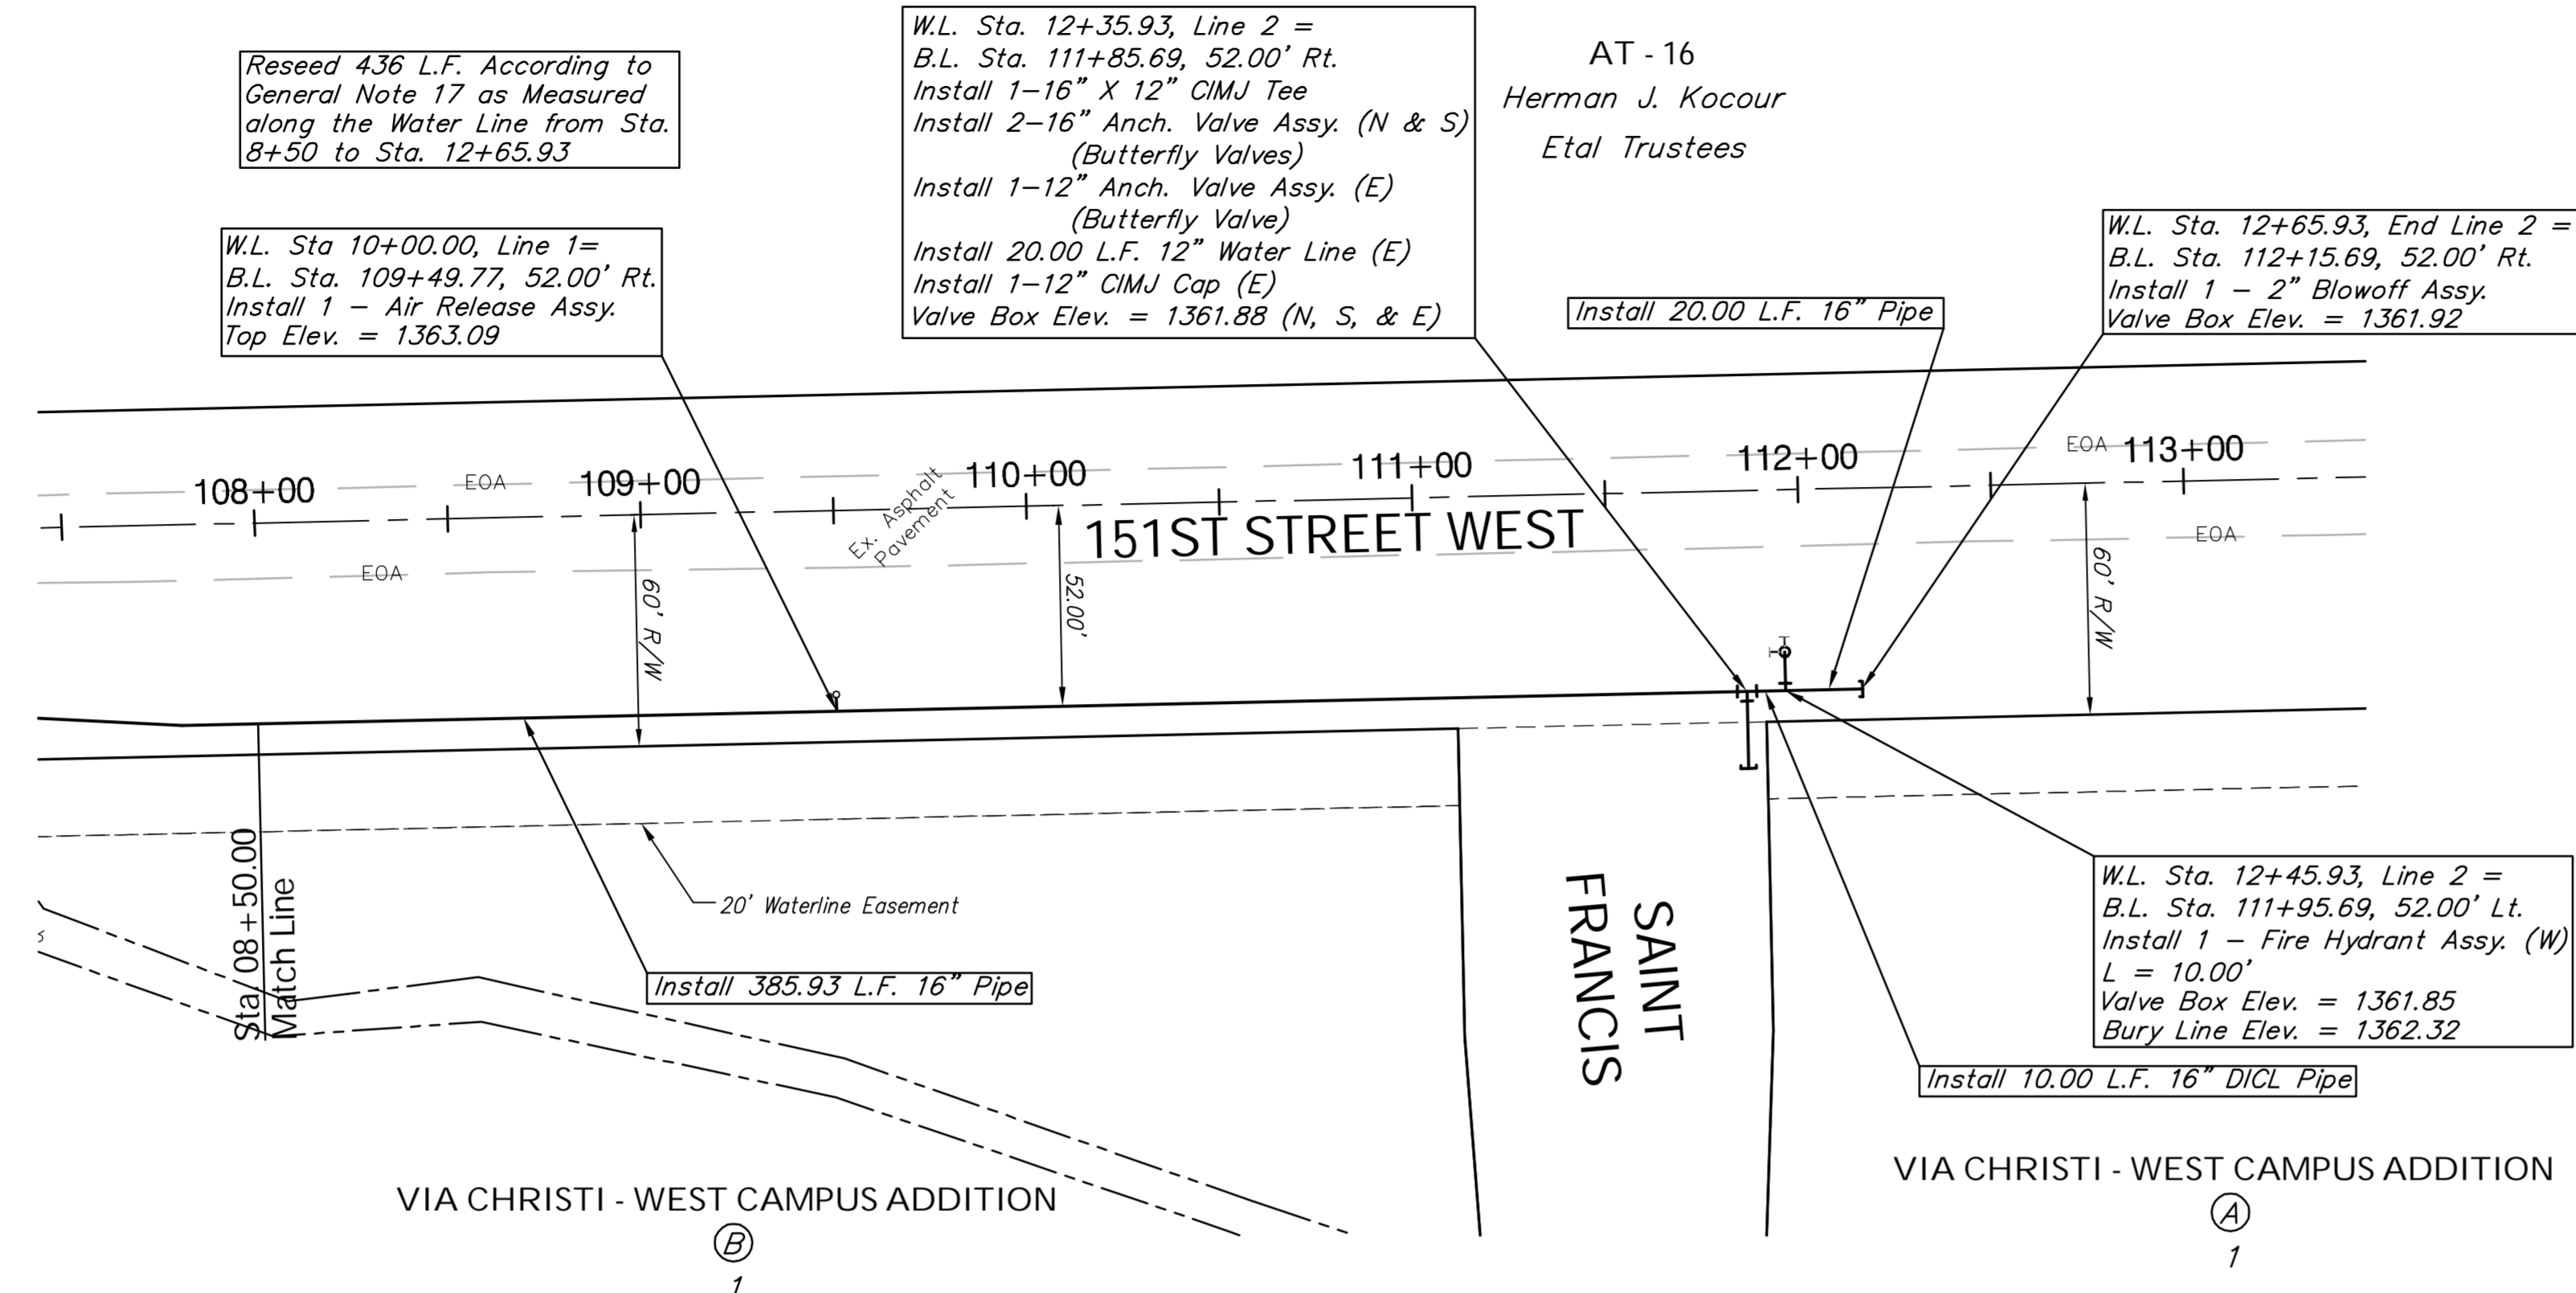 Reseed 436 L.F. According to
General Note 17 as Measured
along the Water Line from Sta.
8+50 to Sta. 12+65.93
W.L. Sta. 12+35.93, Line 2 =
B.L. Sta. 111+85.69, 52.00' Rt.
Install 1-16" X 12" CIMJ Tee
Install 2-16" Anch. Valve Assy. (N & S)
(Butterfly Valves)
Install 1-12" Anch. Valve Assy. (E)
(Butterfly Valve)
Install 20.00 L.F. 12" Water Line (E)
Install 1-12" CIMJ Cap (E)
Valve Box Elev. = 1361.88 (N, S, & E)
AT - 16
Herman J. Kocour
Etal Trustees
W.L. Sta 10+00.00, Line 1=
B.L. Sta. 109+49.77, 52.00' Rt.
Install 1 - Air Release Assy.
Top Elev. = 1363.09
Install 20.00 L.F. 16" Pipe
W.L. Sta. 12+65.93, End Line 2 =
B.L. Sta. 112+15.69, 52.00' Rt.
Install 1 - 2" Blowoff Assy.
Valve Box Elev. = 1361.92
108+00
EOA
109+00
110+00
111+00
112+00
EOA
113+00
Ex. Asphalt
Pavement
151ST STREET WEST
EOA
EOA
60' R/W
52.00'
60' R/W
Sta. 08+50.00
Match Line
20' Waterline Easement
Install 385.93 L.F. 16" Pipe
SAINT
FRANCIS
W.L. Sta. 12+45.93, Line 2 =
B.L. Sta. 111+95.69, 52.00' Lt.
Install 1 - Fire Hydrant Assy. (W)
L = 10.00'
Valve Box Elev. = 1361.85
Bury Line Elev. = 1362.32
Install 10.00 L.F. 16" DICL Pipe
VIA CHRISTI - WEST CAMPUS ADDITION
B
1
VIA CHRISTI - WEST CAMPUS ADDITION
A
1